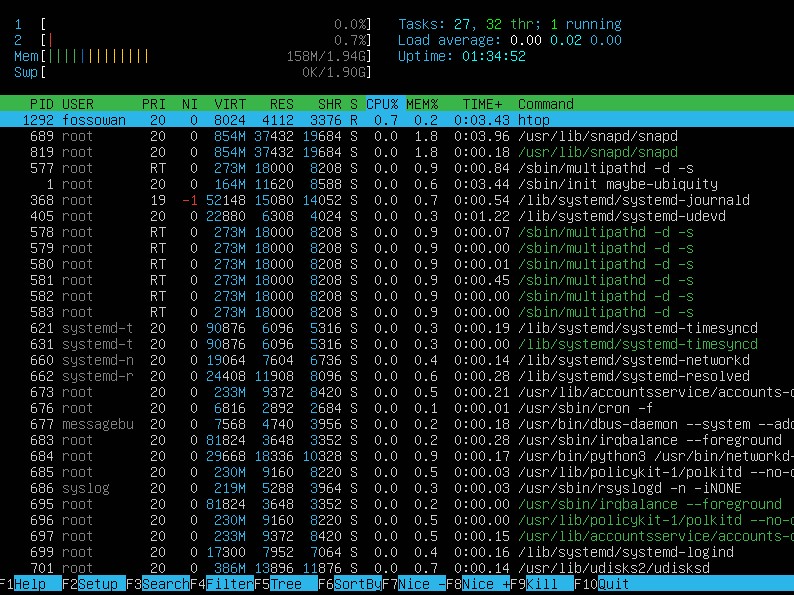 1 [ 0.0%] Tasks: 27, 32 thr; 1 running
2 [| 0.7%] Load average: 0.00 0.02 0.00
Mem[|||||||||||||| 158M/1.94G] Uptime: 01:34:52
Swp[ 0K/1.90G]
PID USER PRI NI VIRT RES SHR S CPU% MEM% TIME+ Command
1292 fossowan 20 0 8024 4112 3376 R 0.7 0.2 0:03.43 htop
689 root 20 0 854M 37432 19684 S 0.0 1.8 0:03.96 /usr/lib/snapd/snapd
819 root 20 0 854M 37432 19684 S 0.0 1.8 0:00.18 /usr/lib/snapd/snapd
577 root RT 0 273M 18000 8208 S 0.0 0.9 0:00.84 /sbin/multipathd -d -s
1 root 20 0 164M 11620 8588 S 0.0 0.6 0:03.44 /sbin/init maybe-ubiquity
368 root 19 -1 52148 15080 14052 S 0.0 0.7 0:00.54 /lib/systemd/systemd-journald
405 root 20 0 22880 6308 4024 S 0.0 0.3 0:01.22 /lib/systemd/systemd-udevd
578 root RT 0 273M 18000 8208 S 0.0 0.9 0:00.07 /sbin/multipathd -d -s
579 root RT 0 273M 18000 8208 S 0.0 0.9 0:00.00 /sbin/multipathd -d -s
580 root RT 0 273M 18000 8208 S 0.0 0.9 0:00.01 /sbin/multipathd -d -s
581 root RT 0 273M 18000 8208 S 0.0 0.9 0:00.45 /sbin/multipathd -d -s
582 root RT 0 273M 18000 8208 S 0.0 0.9 0:00.00 /sbin/multipathd -d -s
583 root RT 0 273M 18000 8208 S 0.0 0.9 0:00.00 /sbin/multipathd -d -s
621 systemd-t 20 0 90876 6096 5316 S 0.0 0.3 0:00.19 /lib/systemd/systemd-timesyncd
631 systemd-t 20 0 90876 6096 5316 S 0.0 0.3 0:00.00 /lib/systemd/systemd-timesyncd
660 systemd-n 20 0 19064 7604 6736 S 0.0 0.4 0:00.14 /lib/systemd/systemd-networkd
662 systemd-r 20 0 24408 11908 8096 S 0.0 0.6 0:00.28 /lib/systemd/systemd-resolved
673 root 20 0 233M 9372 8420 S 0.0 0.5 0:00.21 /usr/lib/accountsservice/accounts-d
676 root 20 0 6816 2892 2684 S 0.0 0.1 0:00.01 /usr/sbin/cron -f
677 messagebu 20 0 7568 4740 3956 S 0.0 0.2 0:00.18 /usr/bin/dbus-daemon --system --add
683 root 20 0 81824 3648 3352 S 0.0 0.2 0:00.28 /usr/sbin/irqbalance --foreground
684 root 20 0 29668 18336 10328 S 0.0 0.9 0:00.17 /usr/bin/python3 /usr/bin/networkd-
685 root 20 0 230M 9160 8220 S 0.0 0.5 0:00.03 /usr/lib/policykit-1/polkitd --no-d
686 syslog 20 0 219M 5288 3964 S 0.0 0.3 0:00.03 /usr/sbin/rsyslogd -n -iNONE
695 root 20 0 81824 3648 3352 S 0.0 0.2 0:00.00 /usr/sbin/irqbalance --foreground
696 root 20 0 230M 9160 8220 S 0.0 0.5 0:00.00 /usr/lib/policykit-1/polkitd --no-d
697 root 20 0 233M 9372 8420 S 0.0 0.5 0:00.15 /usr/lib/accountsservice/accounts-d
699 root 20 0 17300 7952 7064 S 0.0 0.4 0:00.16 /lib/systemd/systemd-logind
701 root 20 0 386M 13896 11876 S 0.0 0.7 0:00.14 /usr/lib/udisks2/udisksd
F1Help F2Setup F3SearchF4FilterF5Tree F6SortByF7Nice -F8Nice +F9Kill F10Quit